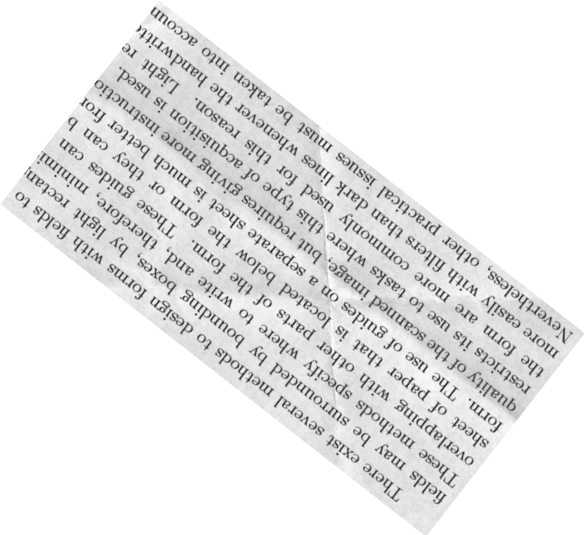 There exist several methods to design forms with fields to
fields may be surrounded by bounding boxes, by light rectan
These methods specify where to write and, therefore, minimi
overlapping with other parts of the form. These guides can
sheet of paper that is located below the form or they can b
form. The use of guides on a separate sheet is much better fro
quality of the scanned image, but requires giving more instructio
restricts its use to tasks where this type of acquisition is used.
the form are more commonly used for this reason. Light re
more easily with filters than dark lines whenever the handwritt
Nevertheless, other practical issues must be taken into accoun